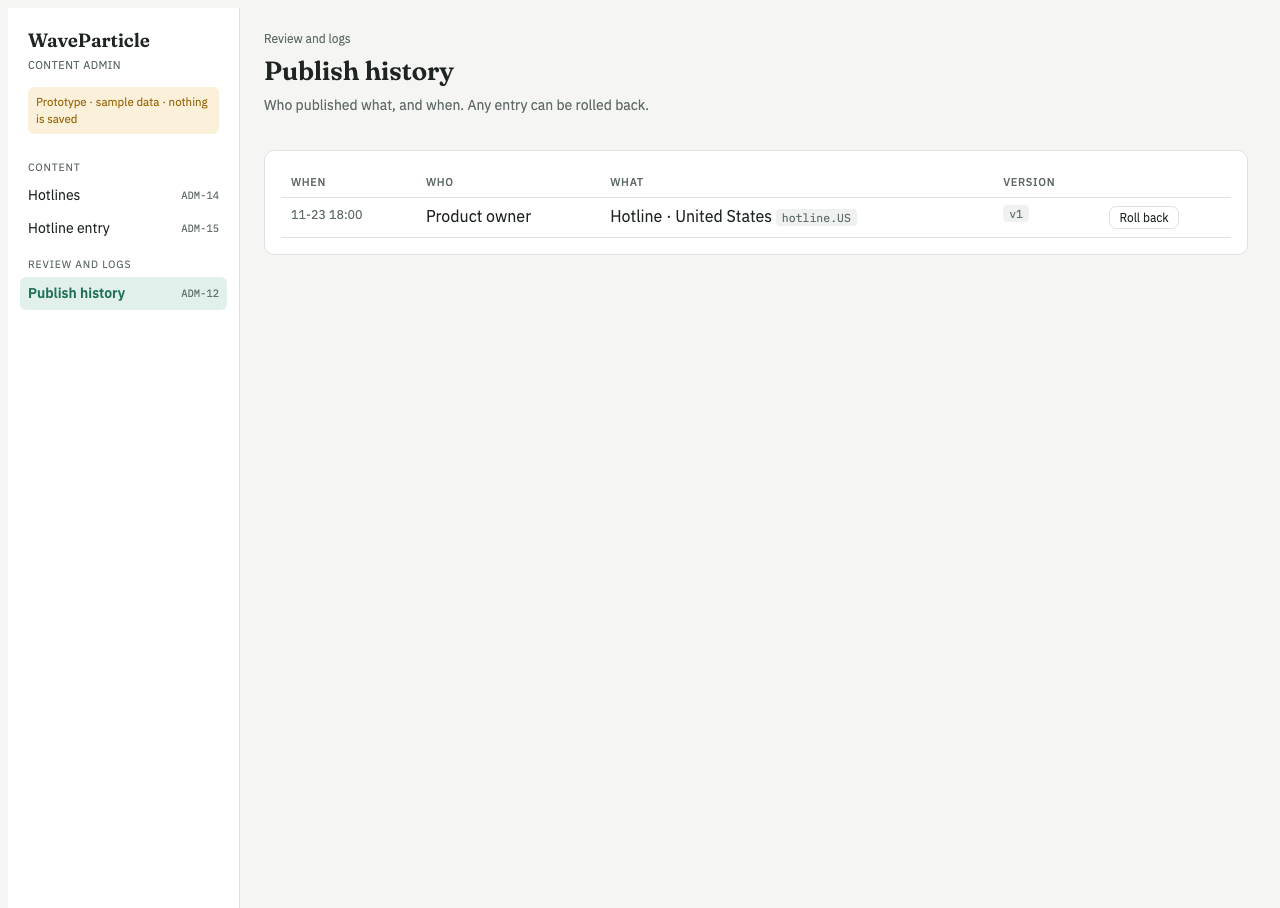 WaveParticle
CONTENT ADMIN
Prototype · sample data · nothing
is saved
CONTENT
Hotlines ADM-14
Hotline entry ADM-15
REVIEW AND LOGS
Publish history ADM-12
Review and logs
Publish history
Who published what, and when. Any entry can be rolled back.
WHEN WHO WHAT VERSION
11-23 18:00 Product owner Hotline · United States hotline.US v1 Roll back